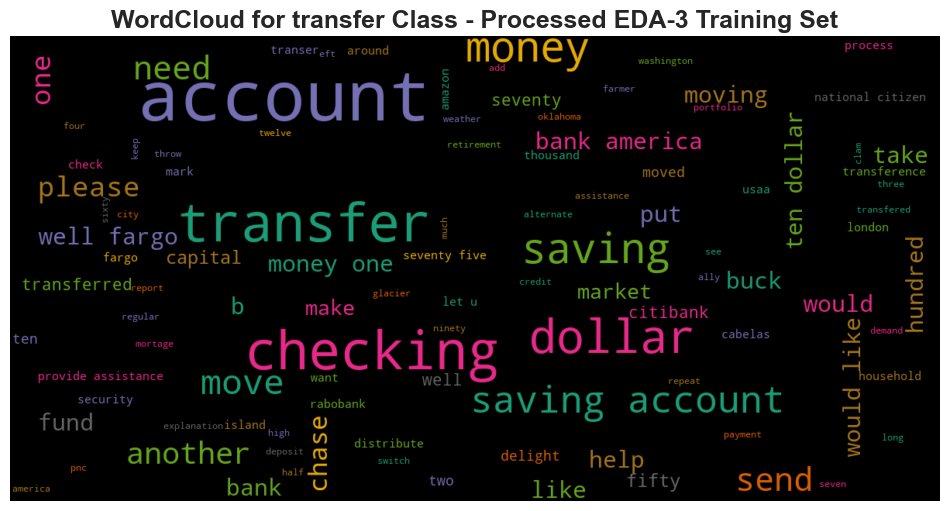 WordCloud for transfer Class - Processed EDA-3 Training Set
one
need
transer
eft
around
money
add
washington
process
account
amazon
seventy
farmer
moving
portfolio
national citizen
four
twelve
weather
oklahoma
bank america
ten dollar
clam
take
keep
throw
retirement
thousand
check
mark
moved
transference
three
please
sixty
city
assistance
usaa
transfer
much
alternate
put
transfered
london
well fargo
saving
see
hundred
fargo
capital
money one
seventy five
ally
buck
transferred
report
glacier
credit
market
would
b
make
let u
citibank
regular
ninety
cabelas
demand
ten
checking
dollar
would like
mortage
provide assistance
move
want
well
repeat
household
security
rabobank
saving account
fund
explanation
island
high
chase
distribute
payment
long
another
deposit
switch
delight
help
pnc
half
america
bank
two
like
fifty
send
seven